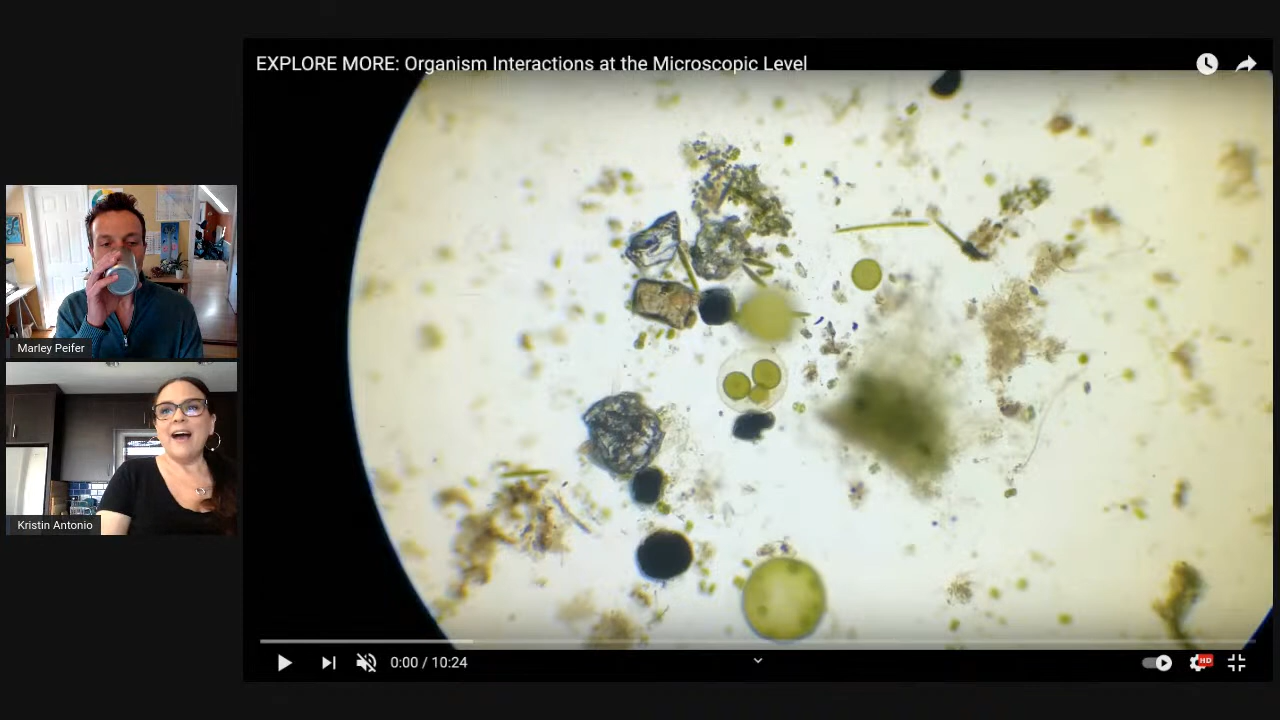 EXPLORE MORE: Organism Interactions at the Microscopic Level
Marley Peifer
Kristin Antonio
0:00 / 10:24
HD